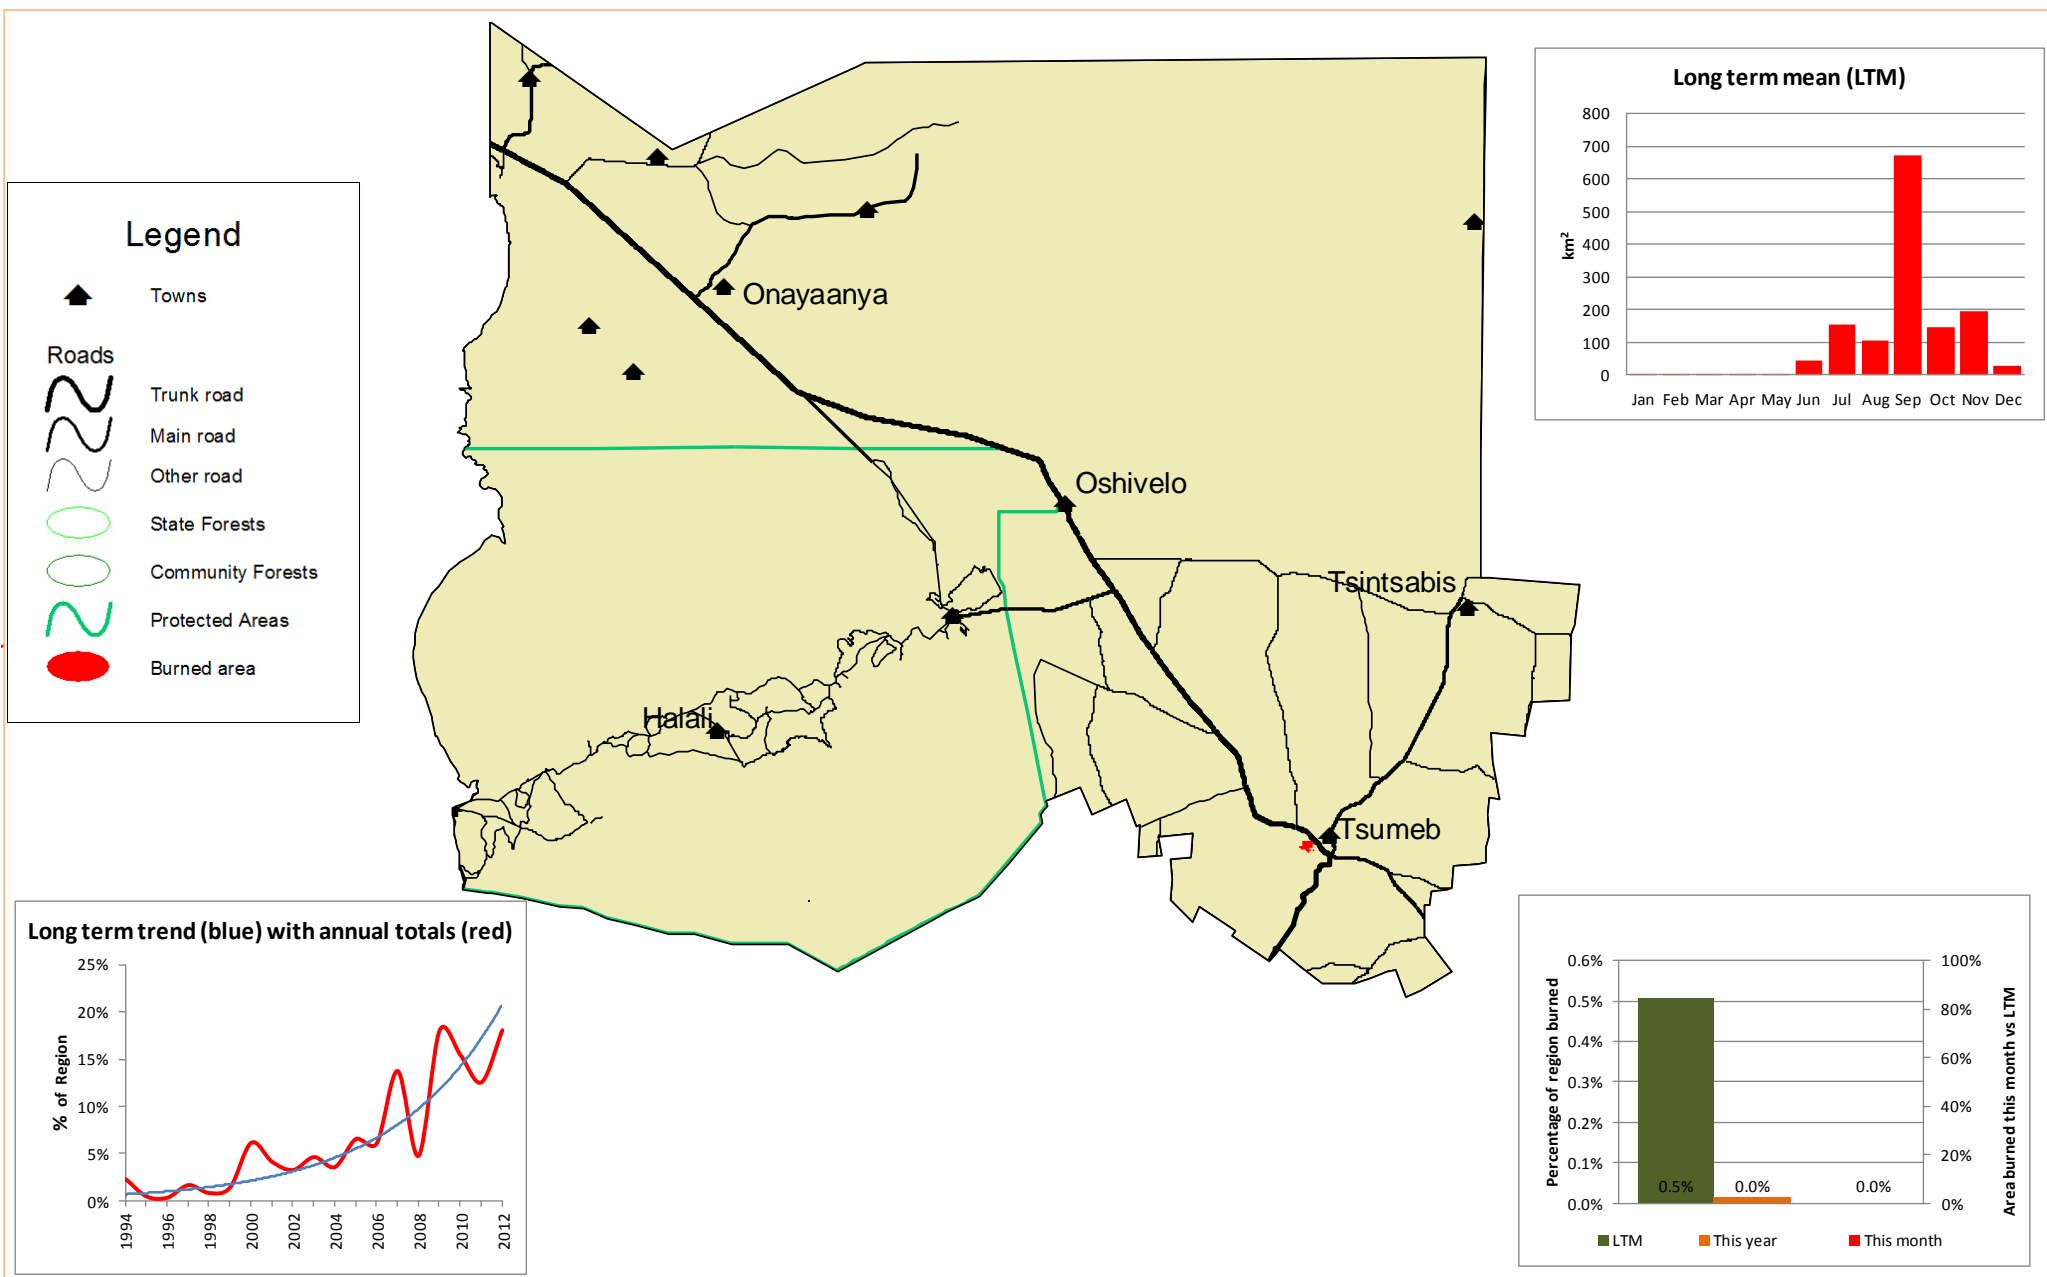 Legend
Towns
Roads
Trunk road
Main road
Other road
State Forests
Community Forests
Protected Areas
Burned area
Onayaanya
Oshivelo
Tsintsabis
Halali
Tsumeb
Long term mean (LTM)
km²
800
700
600
500
400
300
200
100
0
Jan Feb Mar Apr May Jun Jul Aug Sep Oct Nov Dec
Long term trend (blue) with annual totals (red)
% of Region
25%
20%
15%
10%
5%
0%
1994 1996 1998 2000 2002 2004 2006 2008 2010 2012
Percentage of region burned
0.6%
0.5%
0.4%
0.3%
0.2%
0.1%
0.0%
0.5% 0.0% 0.0%
100%
80%
60%
40%
20%
0%
Area burned this month vs LTM
LTM This year This month